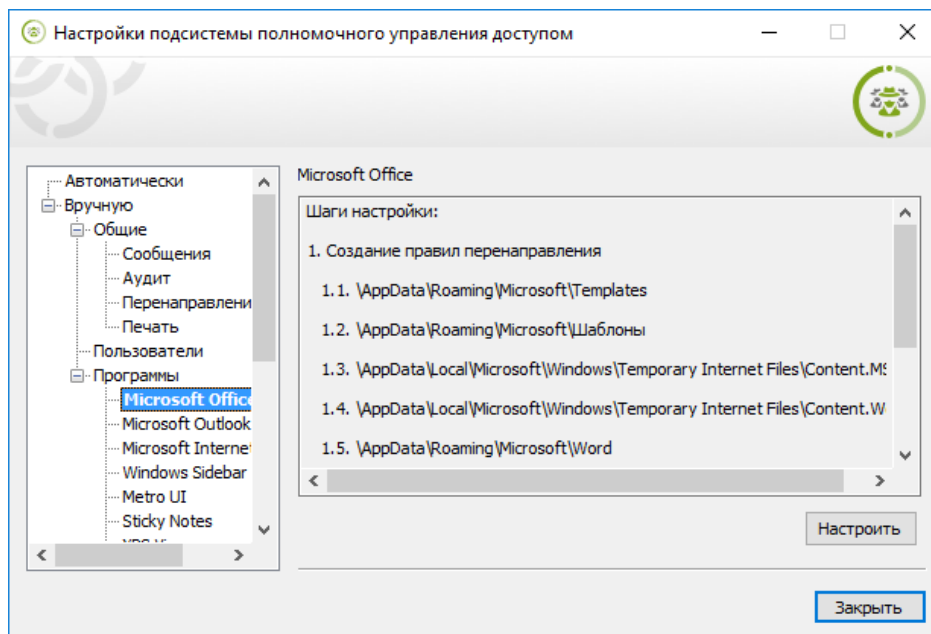 Настройки подсистемы полномочного управления доступом
Автоматически
Вручную
Общие
Сообщения
Аудит
Перенаправлени
Печать
Пользователи
Программы
Microsoft Office
Microsoft Outlook
Microsoft Interne
Windows Sidebar
Metro UI
Sticky Notes
Microsoft Office
Шаги настройки:
1. Создание правил перенаправления
1.1. \AppData\Roaming\Microsoft\Templates
1.2. \AppData\Roaming\Microsoft\Шаблоны
1.3. \AppData\Local\Microsoft\Windows\Temporary Internet Files\Content.MS
1.4. \AppData\Local\Microsoft\Windows\Temporary Internet Files\Content.W
1.5. \AppData\Roaming\Microsoft\Word
Настроить
Закрыть